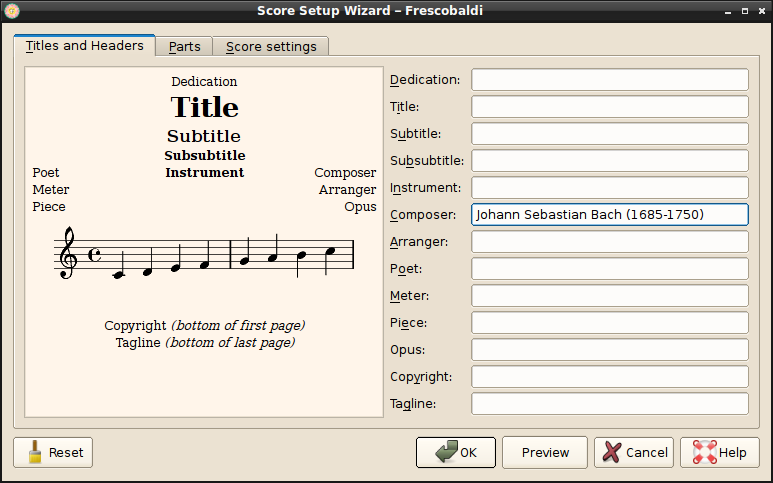 Score Setup Wizard – Frescobaldi
Titles and Headers
Parts
Score settings
Dedication
Title
Subtitle
Subsubtitle
Poet Instrument Composer
Meter Arranger
Piece Opus
Copyright (bottom of first page)
Tagline (bottom of last page)
Dedication:
Title:
Subtitle:
Subsubtitle:
Instrument:
Composer: Johann Sebastian Bach (1685-1750)
Arranger:
Poet:
Meter:
Piece:
Opus:
Copyright:
Tagline:
Reset
OK
Preview
Cancel
Help